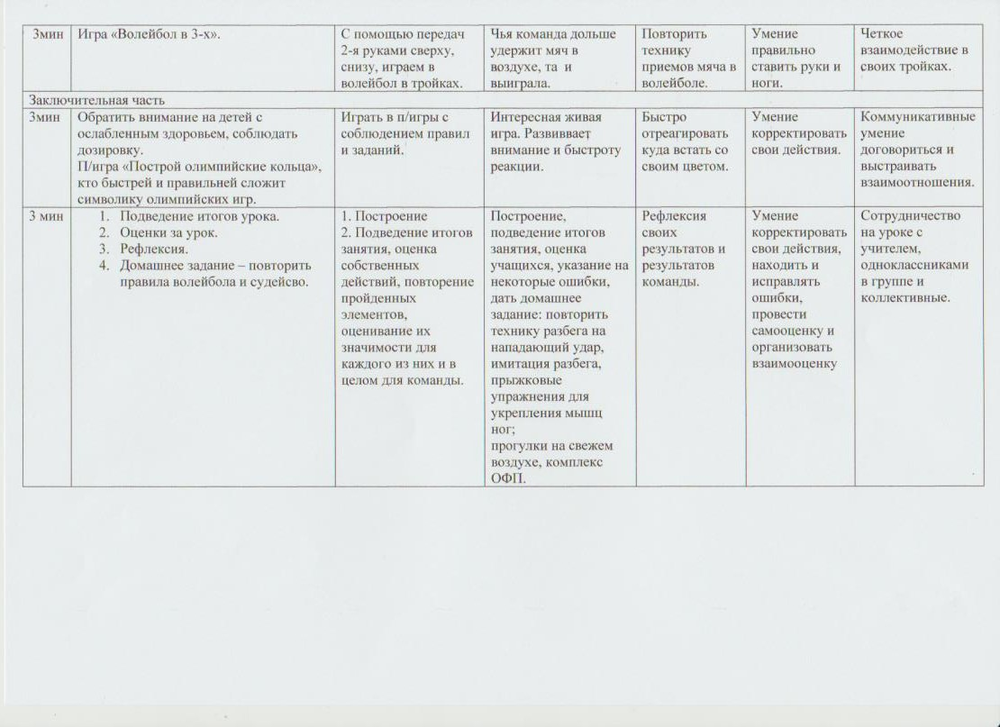 3мин
Игра «Волейбол в 3-х».
С помощью передач
2-я руками сверху,
снизу, играем в
волейбол в тройках.
Чья команда дольше
удержит мяч в
воздухе, та и
выиграла.
Повторить
технику
приемов мяча в
волейболе.
Умение
правильно
ставить руки и
ноги.
Четкое
взаимодействие в
своих тройках.
Заключительная часть
3мин
Обратить внимание на детей с
ослабленным здоровьем, соблюдать
дозировку.
П/игра «Построй олимпийские кольца»,
кто быстрей и правильней сложит
символику олимпийских игр.
Играть в п/игры с
соблюдением правил
и заданий.
Интересная живая
игра. Развиввает
внимание и быстроту
реакции.
Быстро
отреагировать
куда встать со
своим цветом.
Умение
корректировать
свои действия.
Коммуникативные
умение
договориться и
выстраивать
взаимоотношения.
3 мин
1. Подведение итогов урока.
2. Оценки за урок.
3. Рефлексия.
4. Домашнее задание – повторить
правила волейбола и судейсво.
1. Построение
2. Подведение итогов
занятия, оценка
собственных
действий, повторение
пройденных
элементов,
оценивание их
значимости для
каждого из них и в
целом для команды.
Построение,
подведение итогов
занятия, оценка
учащихся, указание на
некоторые ошибки,
дать домашнее
задание: повторить
технику разбега на
нападающий удар,
имитация разбега,
прыжковые
упражнения для
укрепления мышц
ног;
прогулки на свежем
воздухе, комплекс
ОФП.
Рефлексия
своих
результатов и
результатов
команды.
Умение
корректировать
свои действия,
находить и
исправлять
ошибки,
провести
самооценку и
организовать
взаимооценку
Сотрудничество
на уроке с
учителем,
одноклассниками
в группе и
коллективные.